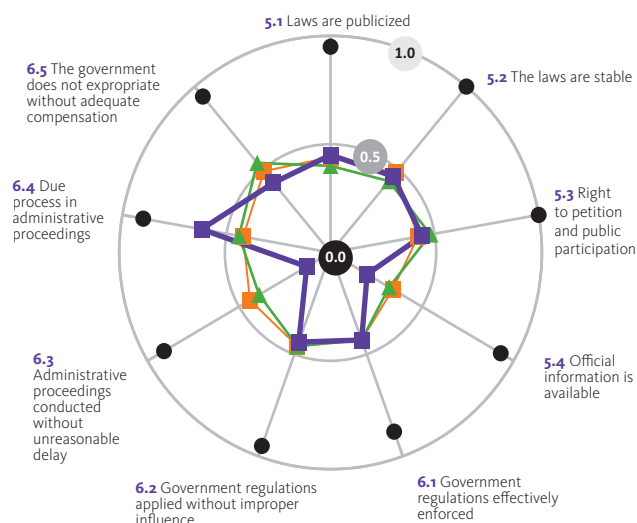 5.1 Laws are publicized
1.0
6.5 The government
does not expropriate
without adequate
compensation
5.2 The laws are stable
0.5
6.4 Due
process in
administrative
proceedings
5.3 Right
to petition
and public
participation
0.0
6.3
Administrative
proceedings
conducted
without
unreasonable
delay
5.4 Official
information is
available
6.2 Government regulations
applied without improper
influence
6.1 Government
regulations effectively
enforced